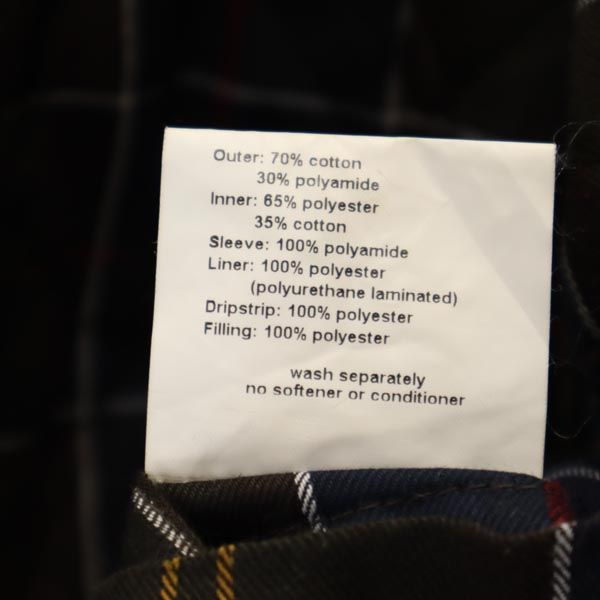 Outer: 70% cotton
30% polyamide
Inner: 65% polyester
35% cotton
Sleeve: 100% polyamide
Liner: 100% polyester
(polyurethane laminated)
Dripstrip: 100% polyester
Filling: 100% polyester
wash separately
no softener or conditioner